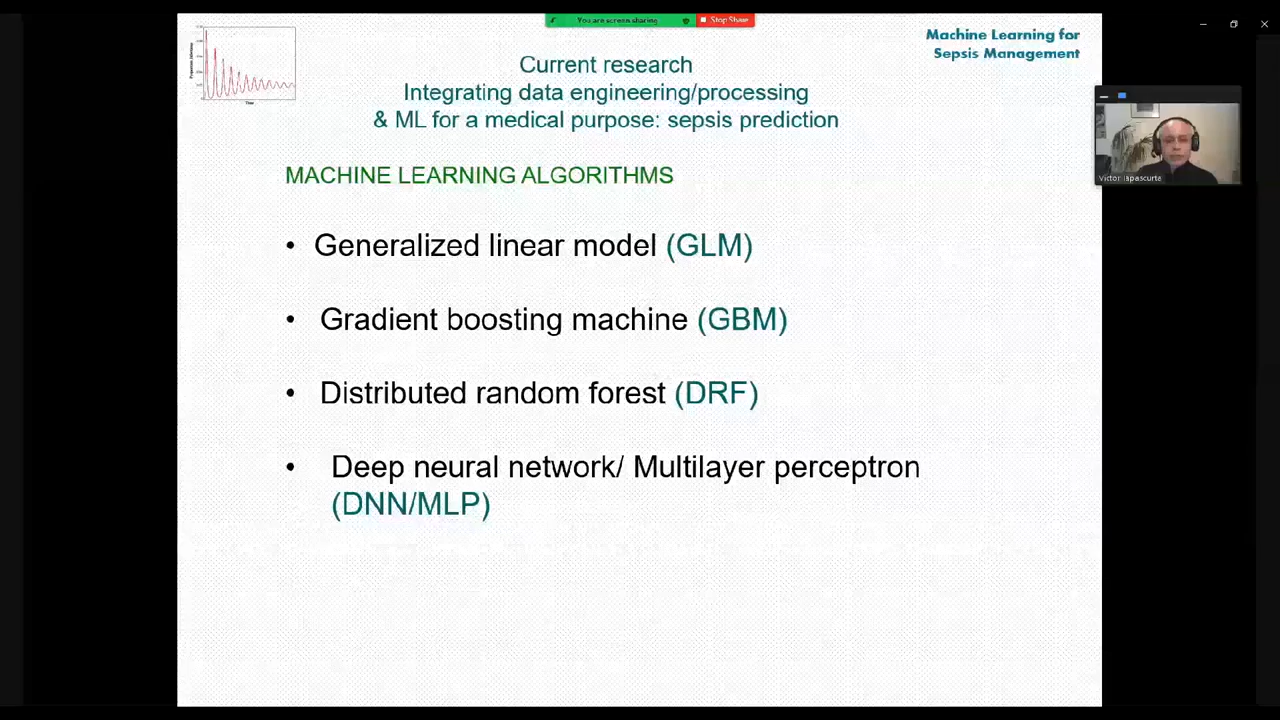 You are screen sharing
Stop Share
Machine Learning for
Sepsis Management
Current research
Integrating data engineering/processing
& ML for a medical purpose: sepsis prediction
MACHINE LEARNING ALGORITHMS
• Generalized linear model (GLM)
• Gradient boosting machine (GBM)
• Distributed random forest (DRF)
• Deep neural network/ Multilayer perceptron
(DNN/MLP)
Victor Iapascurta
Time